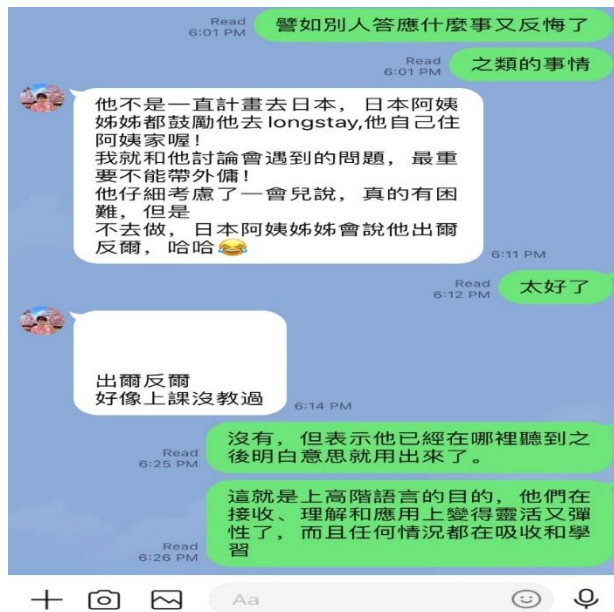 譬如別人答應什麼事又反悔了
Read
6:01 PM
之類的事情
Read
6:01 PM
他不是一直計畫去日本，日本阿姨
姊姊都鼓勵他去longstay,他自己住
阿姨家喔！
我就和他討論會遇到的問題，最重
要不能帶外傭！
他仔細考慮了一會兒說，真的有困
難，但是
不去做，日本阿姨姊姊會說他出爾
反爾，哈哈😂
6:11 PM
太好了
Read
6:12 PM
出爾反爾
好像上課沒教過
6:14 PM
沒有，但表示他已經在哪裡聽到之
後明白意思就用出來了。
Read
6:25 PM
這就是上高階語言的目的，他們在
接收、理解和應用上變得靈活又彈
性了，而且任何情況都在吸收和學
習
Read
6:26 PM
Aa